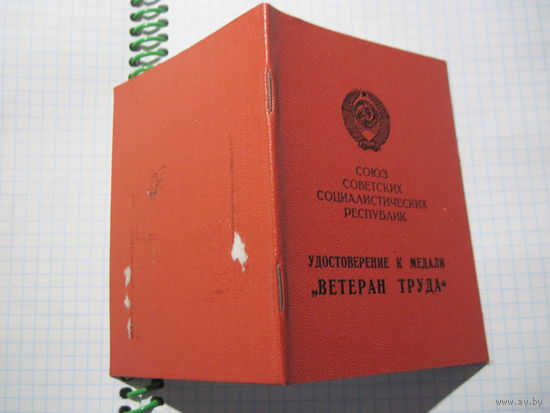 СОЮЗ
СОВЕТСКИХ
СОЦИАЛИСТИЧЕСКИХ
РЕСПУБЛИК
УДОСТОВЕРЕНИЕ К МЕДАЛИ
„ВЕТЕРАН ТРУДА“
www.ay.by